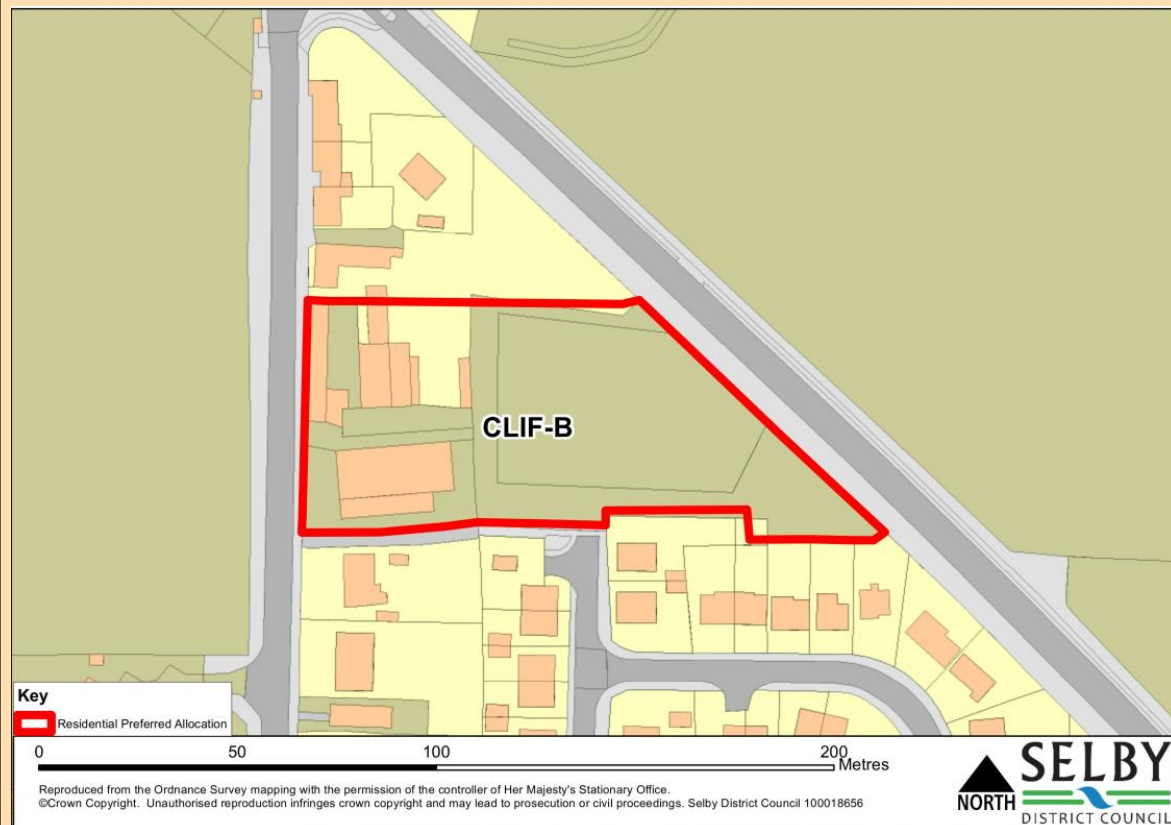 CLIF-B
Key
Residential Preferred Allocation
0 50 100 200
Metres
Reproduced from the Ordnance Survey mapping with the permission of the controller of Her Majesty's Stationary Office.
©Crown Copyright. Unauthorised reproduction infringes crown copyright and may lead to prosecution or civil proceedings. Selby District Council 100018656
NORTH
SELBY
DISTRICT COUNCIL